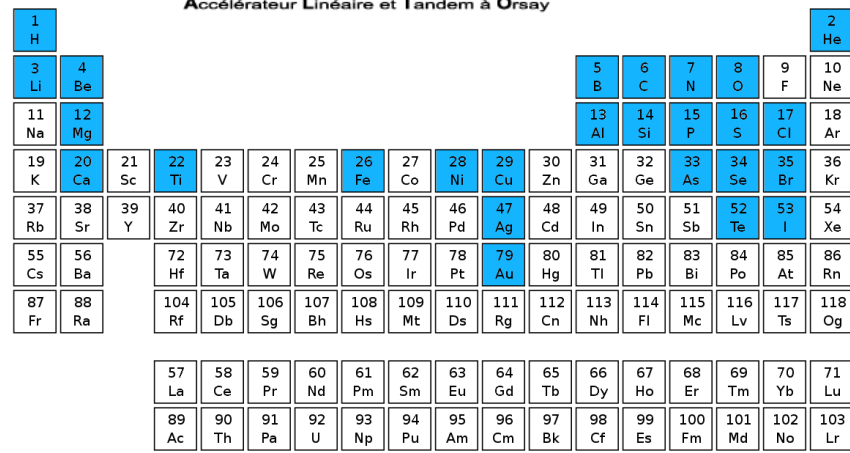 Accélérateur Linéaire et Tandem à Orsay
1 2
H He
3 4 5 6 7 8 9 10
Li Be B C N O F Ne
11 12 13 14 15 16 17 18
Na Mg Al Si P S Cl Ar
19 20 21 22 23 24 25 26 27 28 29 30 31 32 33 34 35 36
K Ca Sc Ti V Cr Mn Fe Co Ni Cu Zn Ga Ge As Se Br Kr
37 38 39 40 41 42 43 44 45 46 47 48 49 50 51 52 53 54
Rb Sr Y Zr Nb Mo Tc Ru Rh Pd Ag Cd In Sn Sb Te I Xe
55 56 72 73 74 75 76 77 78 79 80 81 82 83 84 85 86
Cs Ba Hf Ta W Re Os Ir Pt Au Hg Tl Pb Bi Po At Rn
87 88 104 105 106 107 108 109 110 111 112 113 114 115 116 117 118
Fr Ra Rf Db Sg Bh Hs Mt Ds Rg Cn Nh Fl Mc Lv Ts Og
57 58 59 60 61 62 63 64 65 66 67 68 69 70 71
La Ce Pr Nd Pm Sm Eu Gd Tb Dy Ho Er Tm Yb Lu
89 90 91 92 93 94 95 96 97 98 99 100 101 102 103
Ac Th Pa U Np Pu Am Cm Bk Cf Es Fm Md No Lr